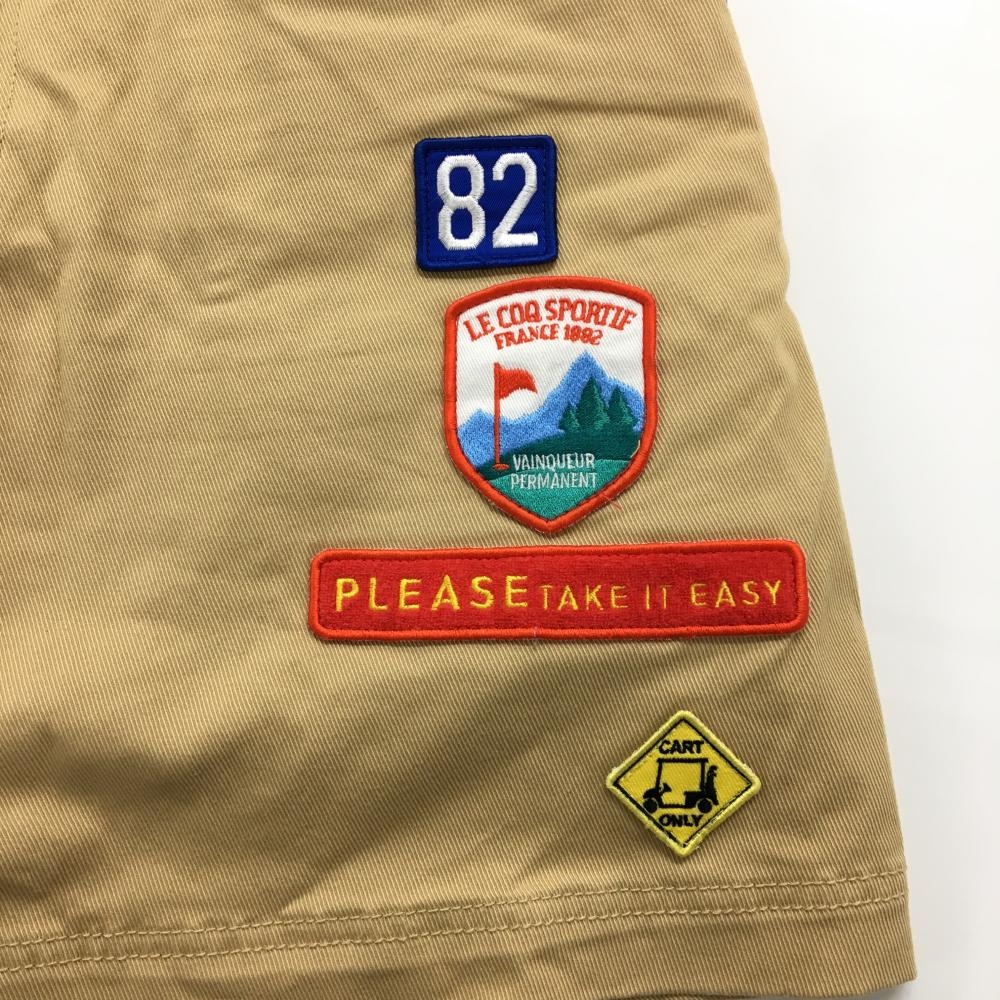 82
LE COQ SPORTIF
FRANCE 1882
VAINQUEUR
PERMANENT
PLEASE TAKE IT EASY
CART
ONLY